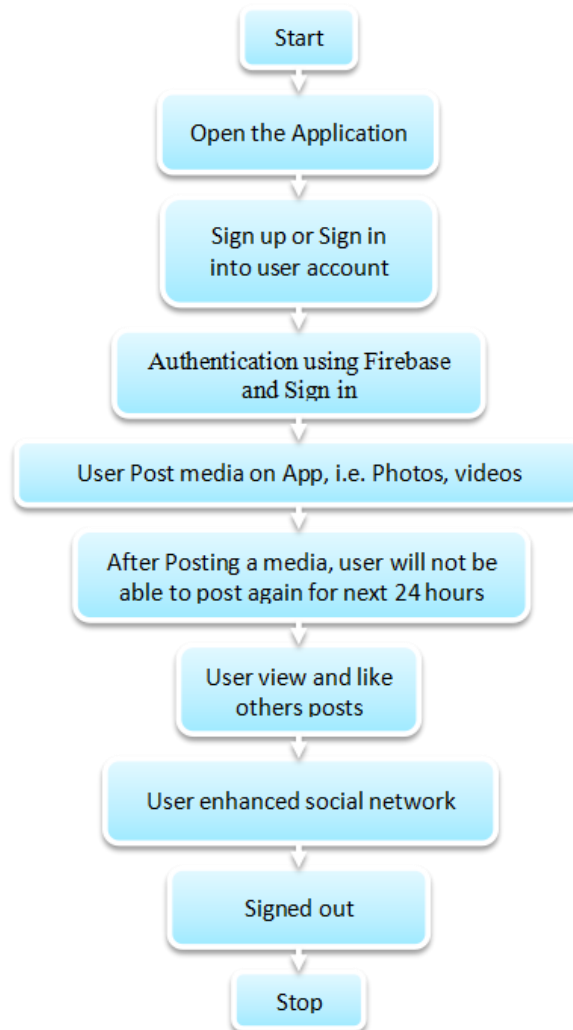 Start
Open the Application
Sign up or Sign in
into user account
Authentication using Firebase
and Sign in
User Post media on App, i.e. Photos, videos
After Posting a media, user will not be
able to post again for next 24 hours
User view and like
others posts
User enhanced social network
Signed out
Stop